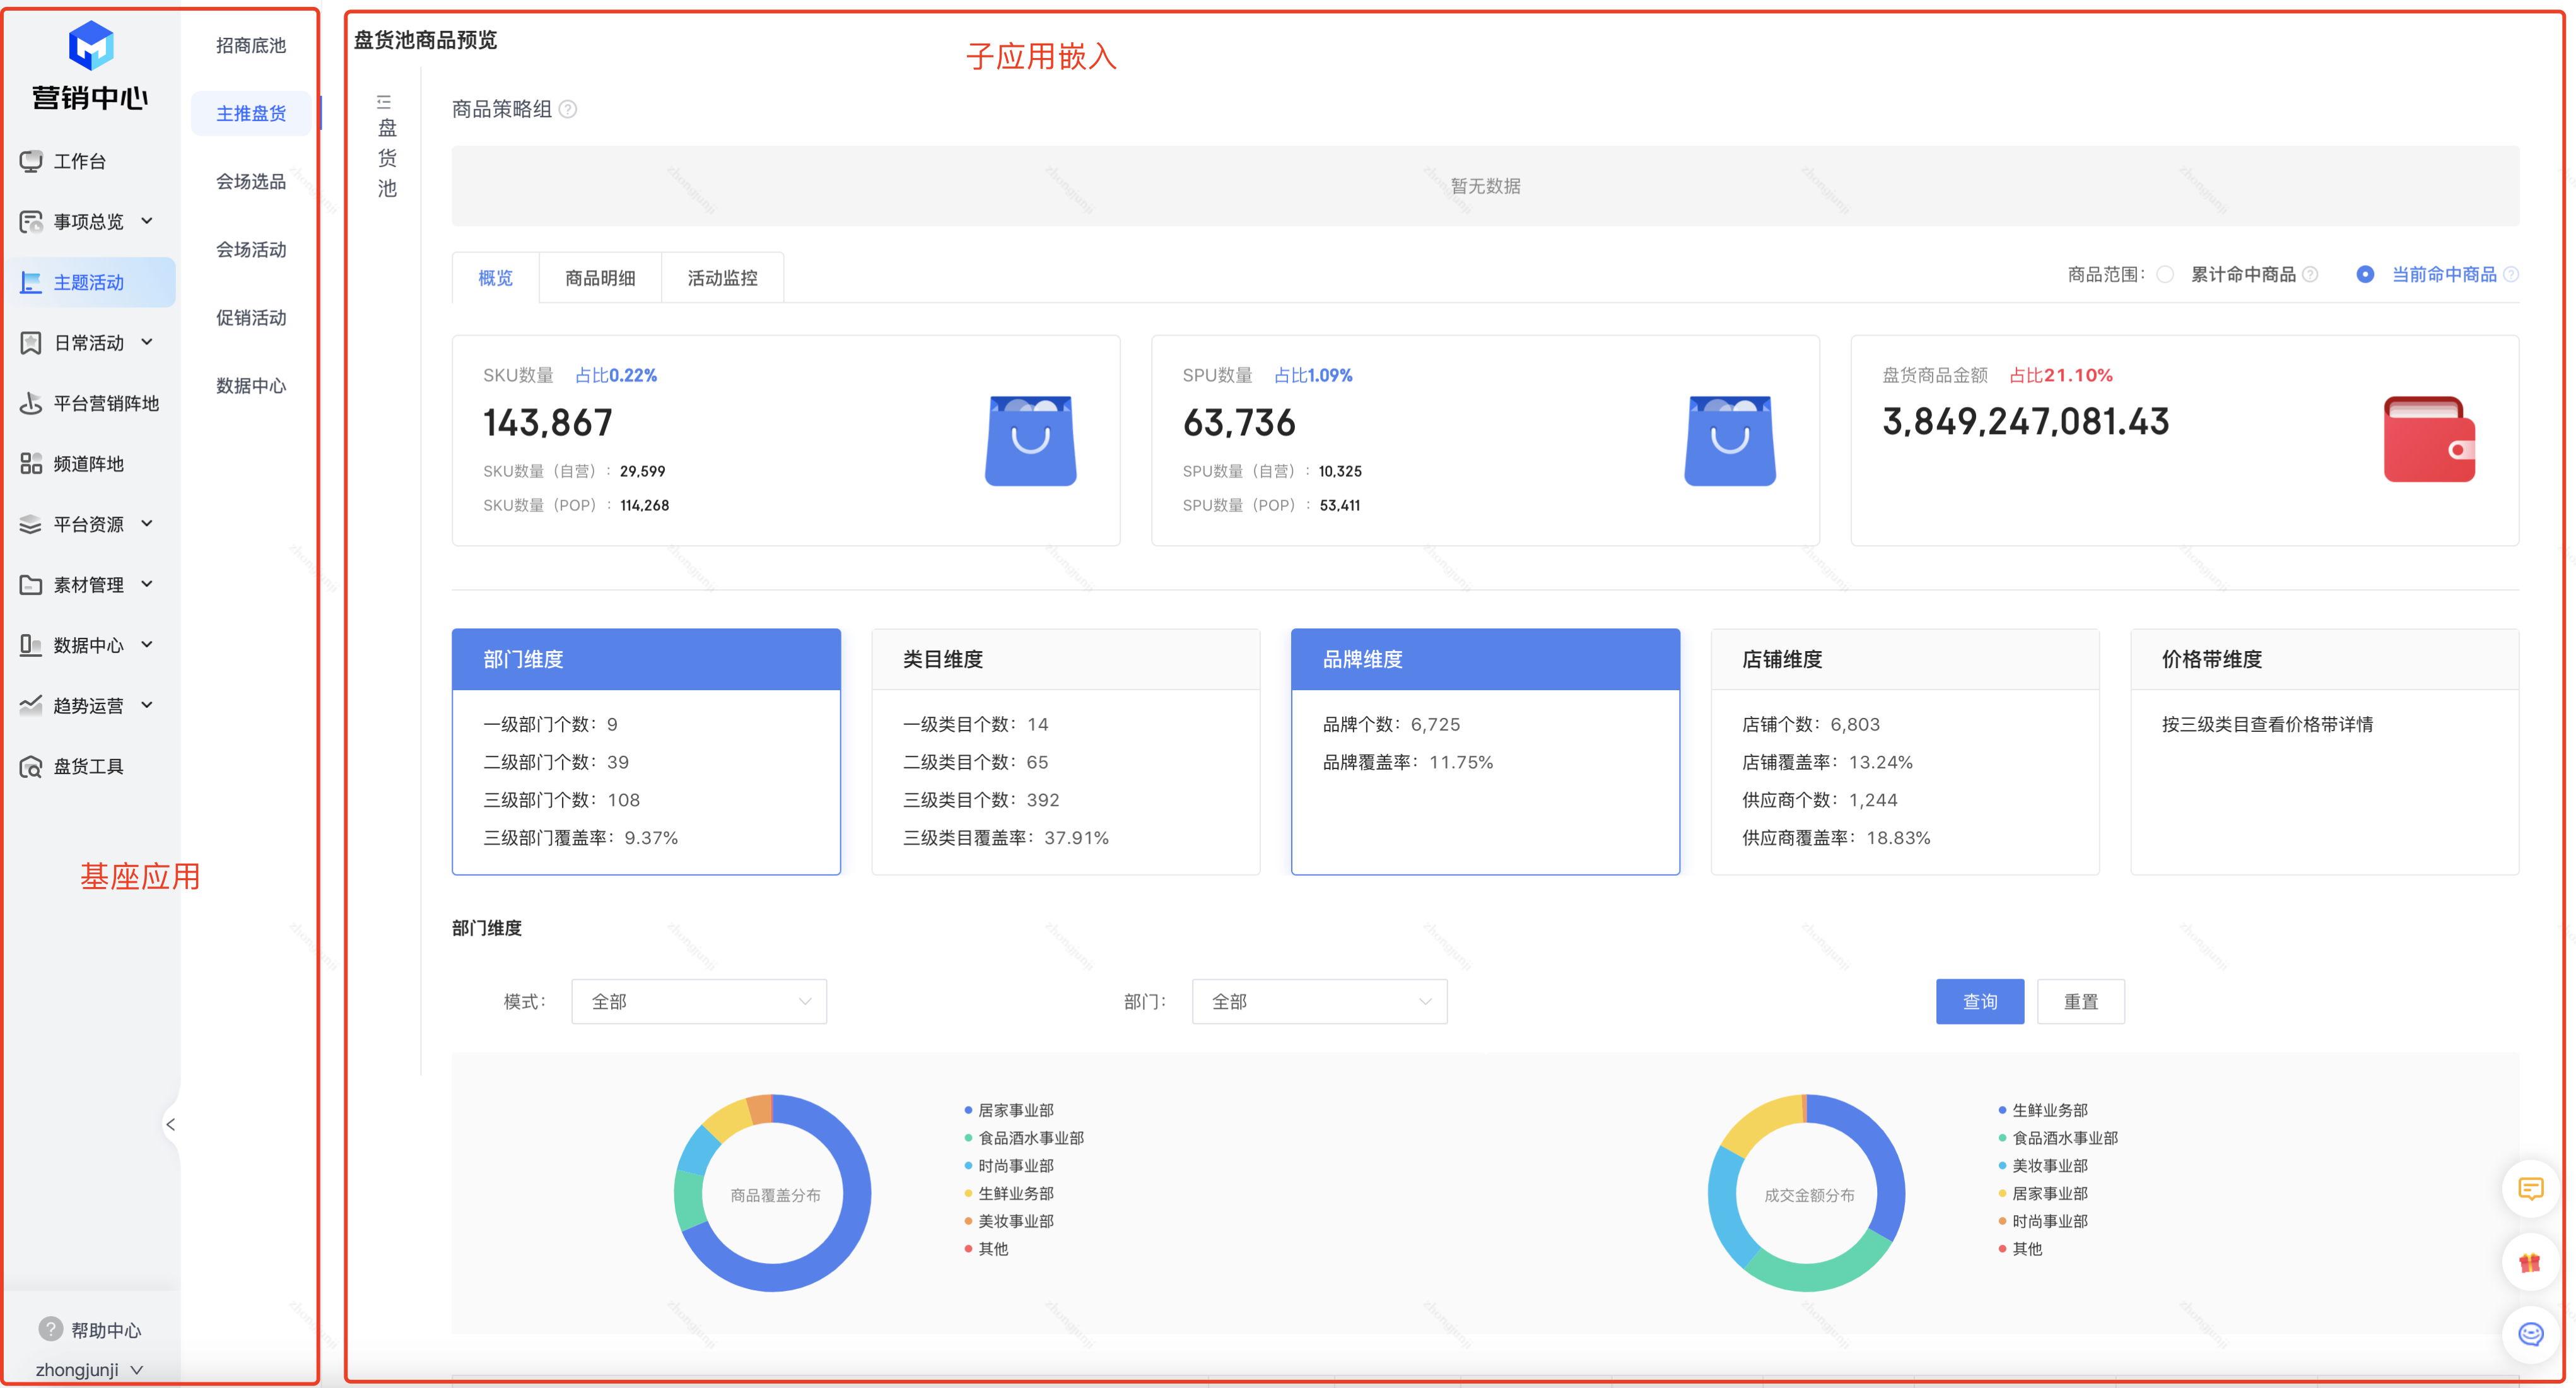 营销中心
工作台
事项总览
主题活动
日常活动
平台营销阵地
频道阵地
平台资源
素材管理
数据中心
趋势运营
盘货工具
基座应用
帮助中心
zhongjunji
招商底池
主推盘货
会场选品
会场活动
促销活动
数据中心
盘货池商品预览
子应用嵌入
盘货池
商品策略组
暂无数据
概览 商品明细 活动监控 商品范围： 累计命中商品 当前命中商品
SKU数量 占比0.22%
143,867
SKU数量（自营）： 29,599
SKU数量（POP）： 114,268
SPU数量 占比1.09%
63,736
SPU数量（自营）： 10,325
SPU数量（POP）： 53,411
盘货商品金额 占比21.10%
3,849,247,081.43
部门维度
一级部门个数： 9
二级部门个数： 39
三级部门个数： 108
三级部门覆盖率： 9.37%
类目维度
一级类目个数： 14
二级类目个数： 65
三级类目个数： 392
三级类目覆盖率： 37.91%
品牌维度
品牌个数： 6,725
品牌覆盖率： 11.75%
店铺维度
店铺个数： 6,803
店铺覆盖率： 13.24%
供应商个数： 1,244
供应商覆盖率： 18.83%
价格带维度
按三级类目查看价格带详情
部门维度
模式： 全部 部门： 全部 查询 重置
商品覆盖分布
居家事业部
食品酒水事业部
时尚事业部
生鲜业务部
美妆事业部
其他
成交金额分布
生鲜业务部
食品酒水事业部
美妆事业部
居家事业部
时尚事业部
其他